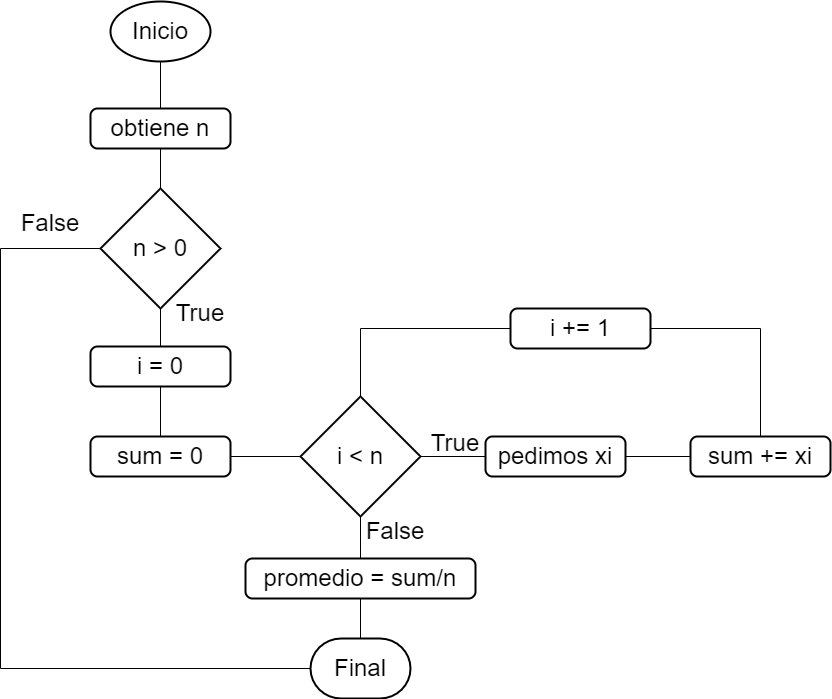 Inicio
obtiene n
False
n > 0
True
i = 0
i += 1
sum = 0
i < n
True
pedimos xi
sum += xi
False
promedio = sum/n
Final